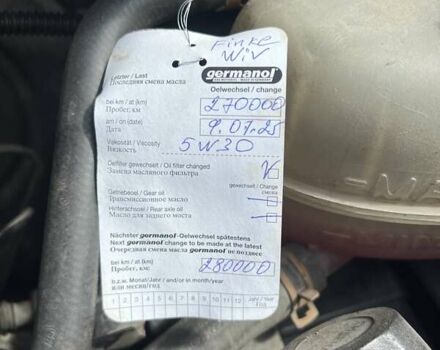 Finke
WiV
Letzter / Last
Последняя смена масла
germanol®
Oelwechsel / change
bei km / at (km)
Пробег, км
270000
am / on (date)
Дата
9.07.25
Viskosität / Viscosity
Вязкость
5W30
Oelfilter gewechselt / Oil filter changed
Замена масляного фильтра
V
gewechselt / Change
смена
Getriebeoel / Gear oil
Трансмиссионное масло
Hinterachsoel / Rear axle oil
Масло для заднего моста
Nächster germanol-Oelwechsel spätestens
Next germanol change to be made at the latest
Очередная смена масла germanol не позднее
bei km / at (km)
Пробег, км:
280000
b.z.w. Monat/Jahr / and/or in month/year
или месяц/год
1 2 3 4 5 6 7 8 9 10 11 12 Jahr / Year
Год